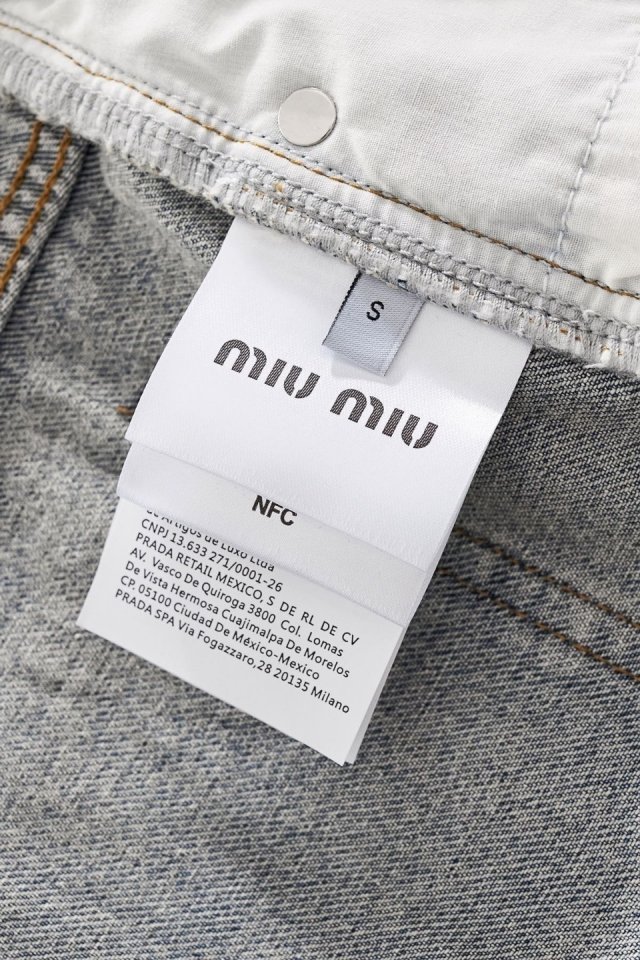 S
MIU MIU
NFC
de Artigos de Luxo Ltda
CNPJ 13.633 271/0001-26
PRADA RETAIL MEXICO, S DE RL DE CV
AV. Vasco De Quiroga 3800 Col. Lomas
De Vista Hermosa Cuajimalpa De Morelos
CP. 05100 Ciudad De México-Mexico
PRADA SPA Via Fogazzaro,28 20135 Milano